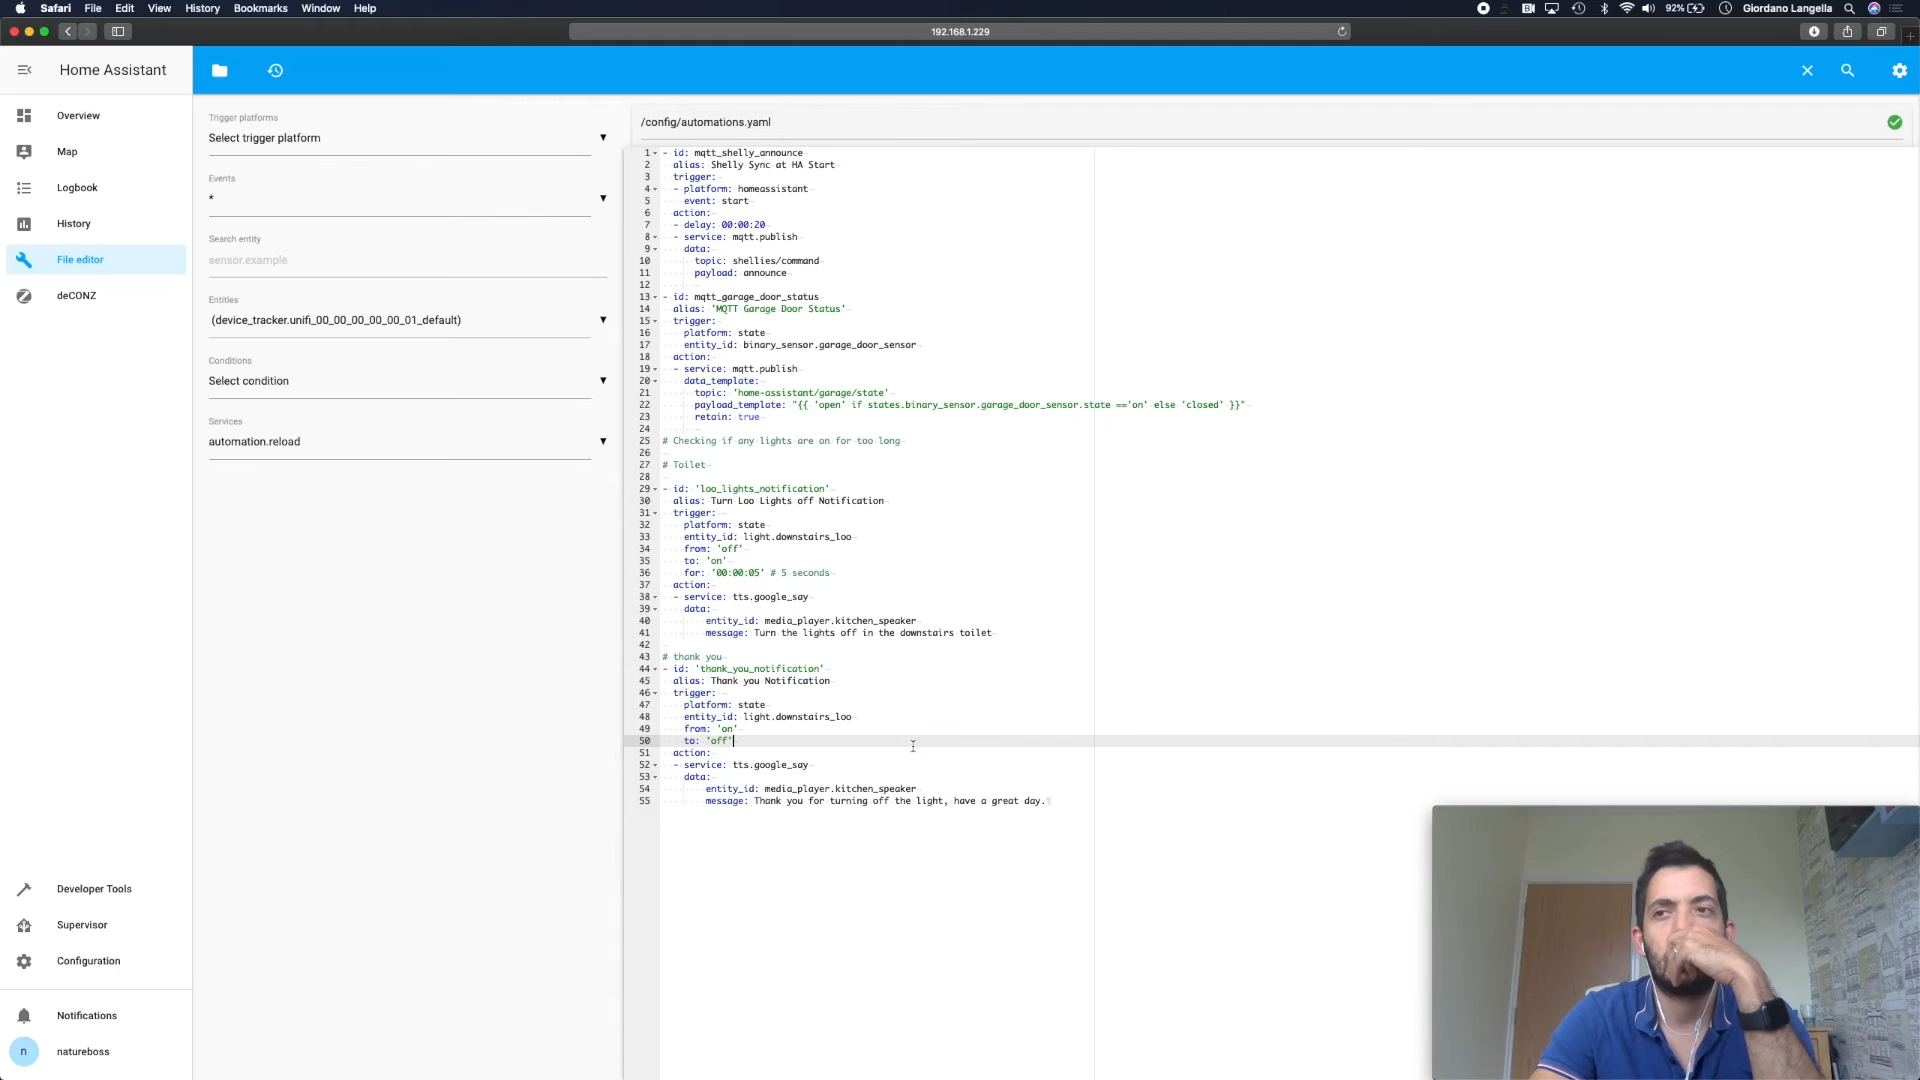 Safari File Edit View History Bookmarks Window Help
92% Giordano Langella
192.168.1.229
Home Assistant
Overview
Map
Logbook
History
File editor
deCONZ
Developer Tools
Supervisor
Configuration
Notifications
n natureboss
Trigger platforms
Select trigger platform
Events
*
Search entity
sensor.example
Entities
(device_tracker.unifi_00_00_00_00_00_01_default)
Conditions
Select condition
Services
automation.reload
/config/automations.yaml
1 - id: mqtt_shelly_announce
2 alias: Shelly Sync at HA Start
3 trigger:
4 - platform: homeassistant
5 event: start
6 action:
7 - delay: 00:00:20
8 - service: mqtt.publish
9 data:
10 topic: shellies/command
11 payload: announce
12
13 - id: mqtt_garage_door_status
14 alias: 'MQTT Garage Door Status'
15 trigger:
16 platform: state
17 entity_id: binary_sensor.garage_door_sensor
18 action:
19 - service: mqtt.publish
20 data_template:
21 topic: 'home-assistant/garage/state'
22 payload_template: "{{ 'open' if states.binary_sensor.garage_door_sensor.state =='on' else 'closed' }}"
23 retain: true
24
25 # Checking if any lights are on for too long
26
27 # Toilet
28
29 - id: 'loo_lights_notification'
30 alias: Turn Loo Lights off Notification
31 trigger:
32 platform: state
33 entity_id: light.downstairs_loo
34 from: 'off'
35 to: 'on'
36 for: '00:00:05' # 5 seconds
37 action:
38 - service: tts.google_say
39 data:
40 entity_id: media_player.kitchen_speaker
41 message: Turn the lights off in the downstairs toilet
42
43 # thank you
44 - id: 'thank_you_notification'
45 alias: Thank you Notification
46 trigger:
47 platform: state
48 entity_id: light.downstairs_loo
49 from: 'on'
50 to: 'off'
51 action:
52 - service: tts.google_say
53 data:
54 entity_id: media_player.kitchen_speaker
55 message: Thank you for turning off the light, have a great day.